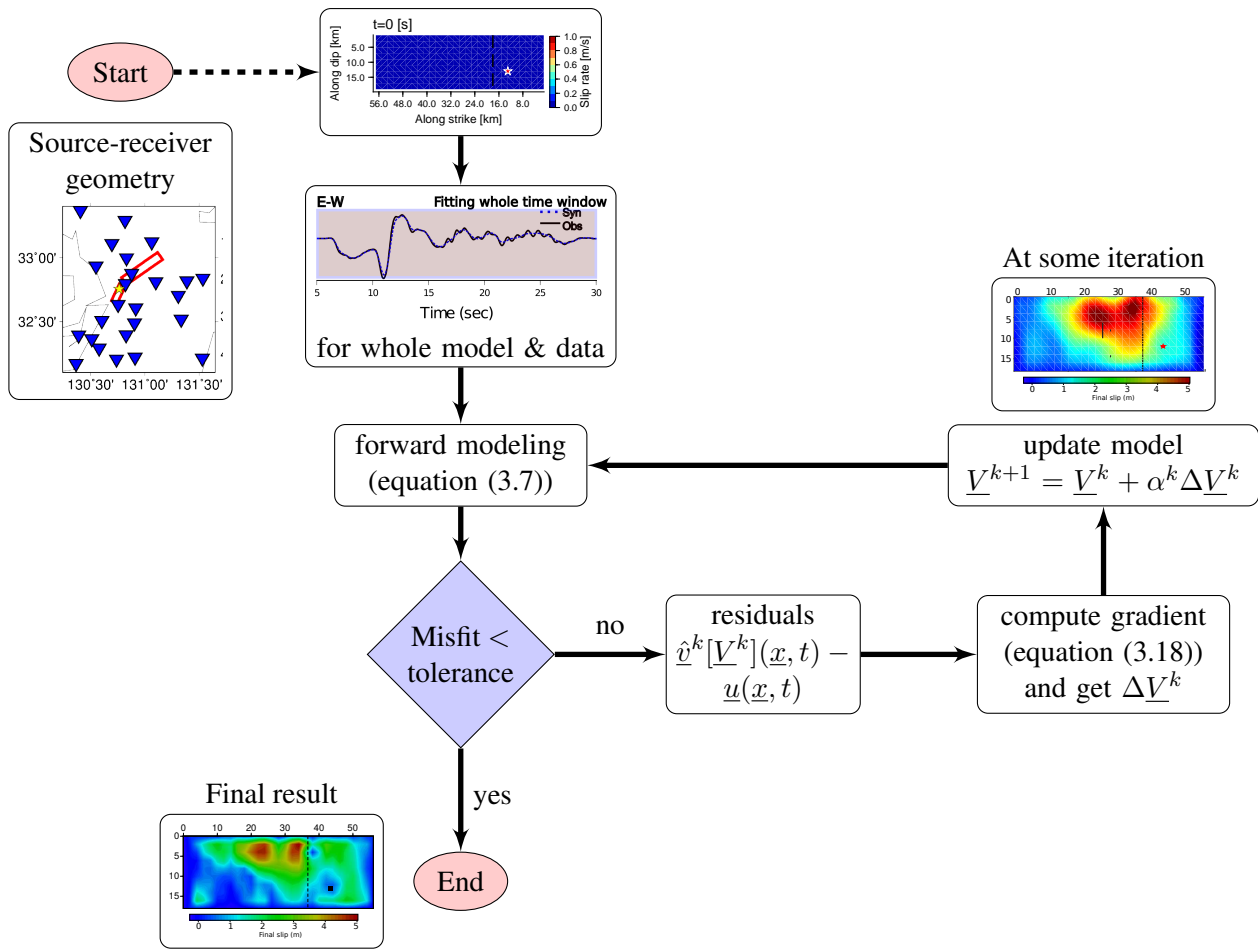 Start
t=0 [s]
Along dip [km]
5.0
10.0
15.0
56.0 48.0 40.0 32.0 24.0 16.0 8.0
Along strike [km]
1.0
0.8
0.6
0.4
0.2
0.0
Slip rate [m/s]
Source-receiver
geometry
33°00'
32°30'
130°30' 131°00' 131°30'
E-W Fitting whole time window
Syn
Obs
5 10 15 20 25 30
Time (sec)
for whole model & data
At some iteration
0 10 20 30 40 50
0
5
10
15
0 1 2 3 4 5
Final slip (m)
forward modeling
(equation (3.7))
update model
V^{k+1} = V^k + α^k ΔV^k
Misfit <
tolerance
no
residuals
v̂^k[V^k](x, t) −
u(x, t)
compute gradient
(equation (3.18))
and get ΔV^k
yes
Final result
0 10 20 30 40 50
0
5
10
15
0 1 2 3 4 5
Final slip (m)
End